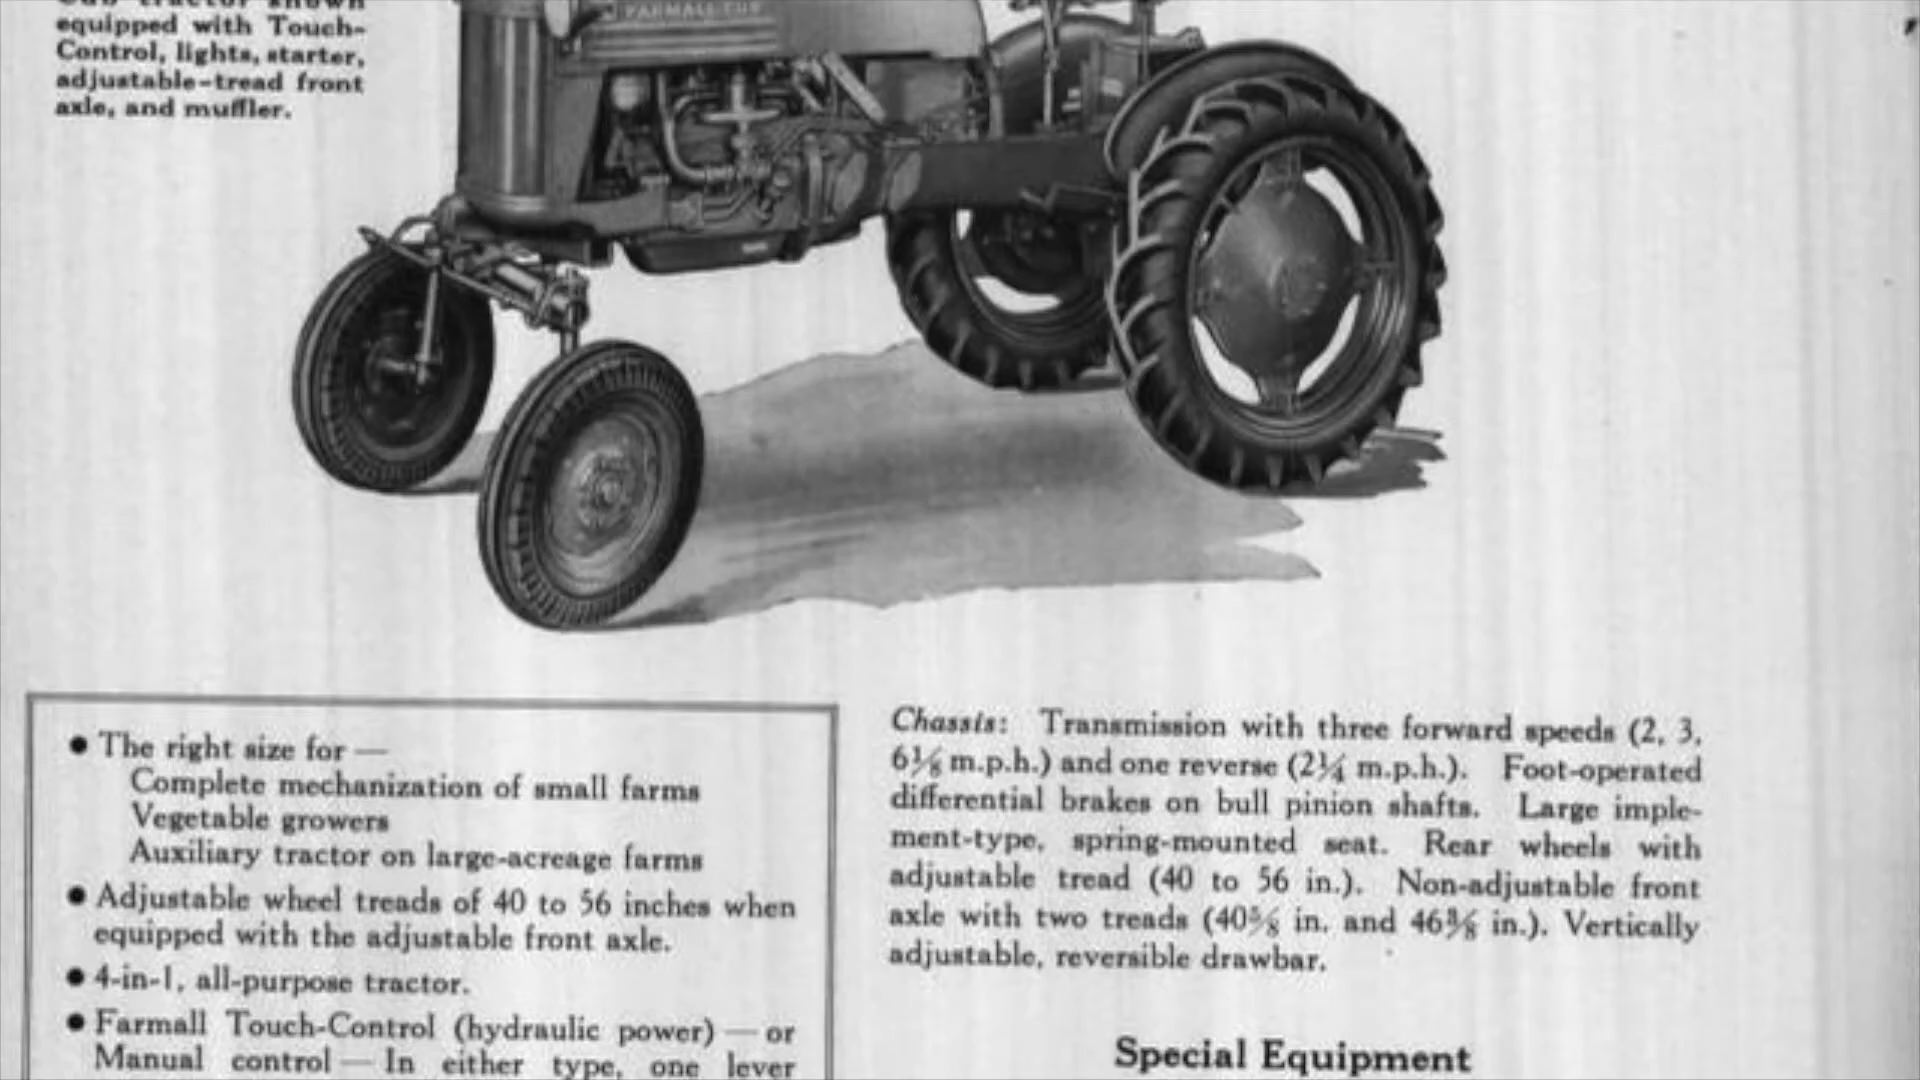 Cub tractor shown
equipped with Touch-
Control, lights, starter,
adjustable-tread front
axle, and muffler.
FARMALL CUB
● The right size for —
Complete mechanization of small farms
Vegetable growers
Auxiliary tractor on large-acreage farms
● Adjustable wheel treads of 40 to 56 inches when
equipped with the adjustable front axle.
● 4-in-1, all-purpose tractor.
● Farmall Touch-Control (hydraulic power) — or
Manual control — In either type, one lever
Chassis: Transmission with three forward speeds (2, 3,
6⅛ m.p.h.) and one reverse (2¼ m.p.h.). Foot-operated
differential brakes on bull pinion shafts. Large imple-
ment-type, spring-mounted seat. Rear wheels with
adjustable tread (40 to 56 in.). Non-adjustable front
axle with two treads (40⅝ in. and 46⅜ in.). Vertically
adjustable, reversible drawbar.
Special Equipment